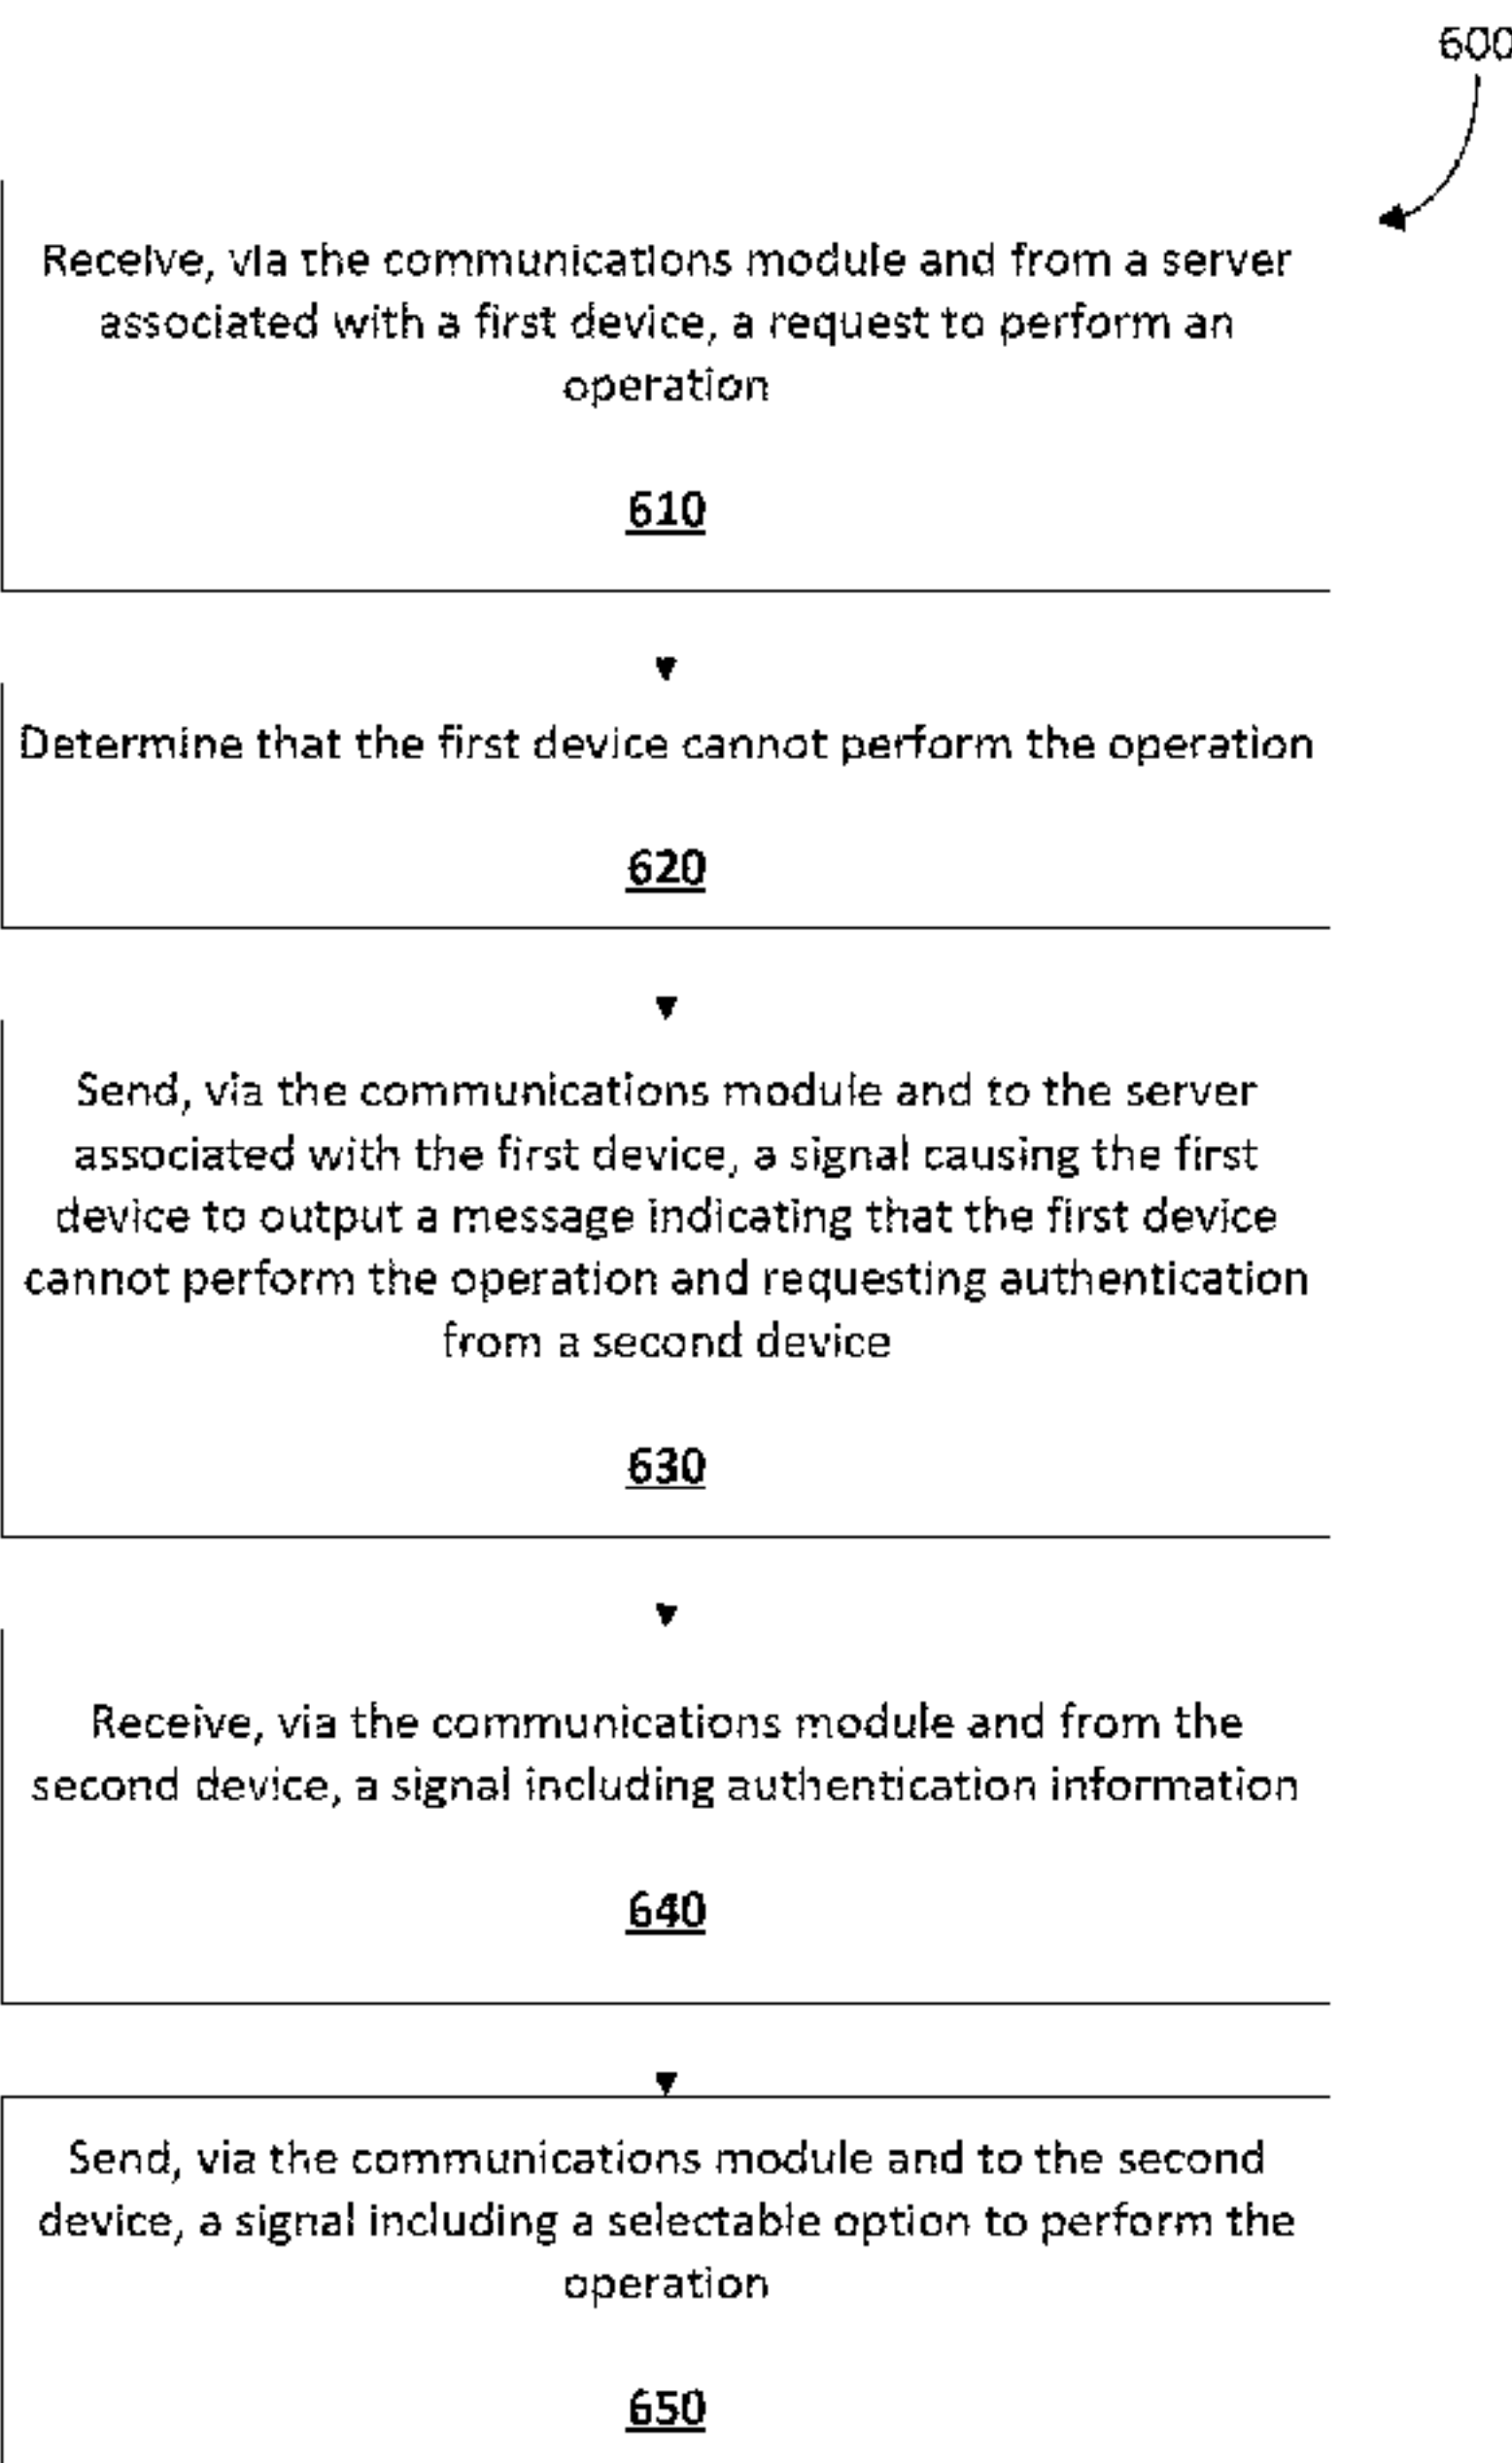 600
Receive, via the communications module and from a server
associated with a first device, a request to perform an
operation
610
Determine that the first device cannot perform the operation
620
Send, via the communications module and to the server
associated with the first device, a signal causing the first
device to output a message indicating that the first device
cannot perform the operation and requesting authentication
from a second device
630
Receive, via the communications module and from the
second device, a signal including authentication information
640
Send, via the communications module and to the second
device, a signal including a selectable option to perform the
operation
650